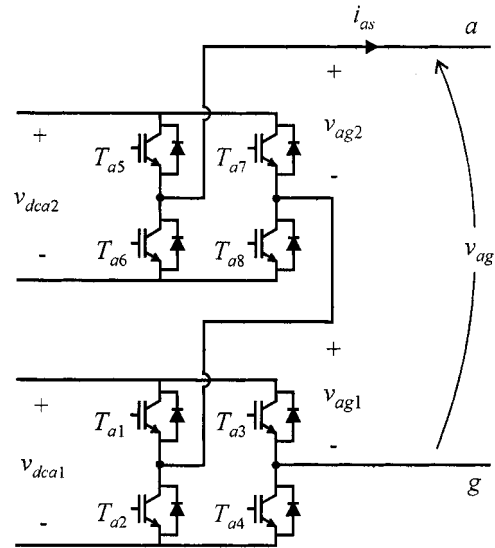 i_as a
+
+ v_ag2
T_a5 T_a7
v_dca2 -
T_a6 T_a8 v_ag
-
+
+ v_ag1
T_a1 T_a3
v_dca1 -
T_a2 T_a4 g
-